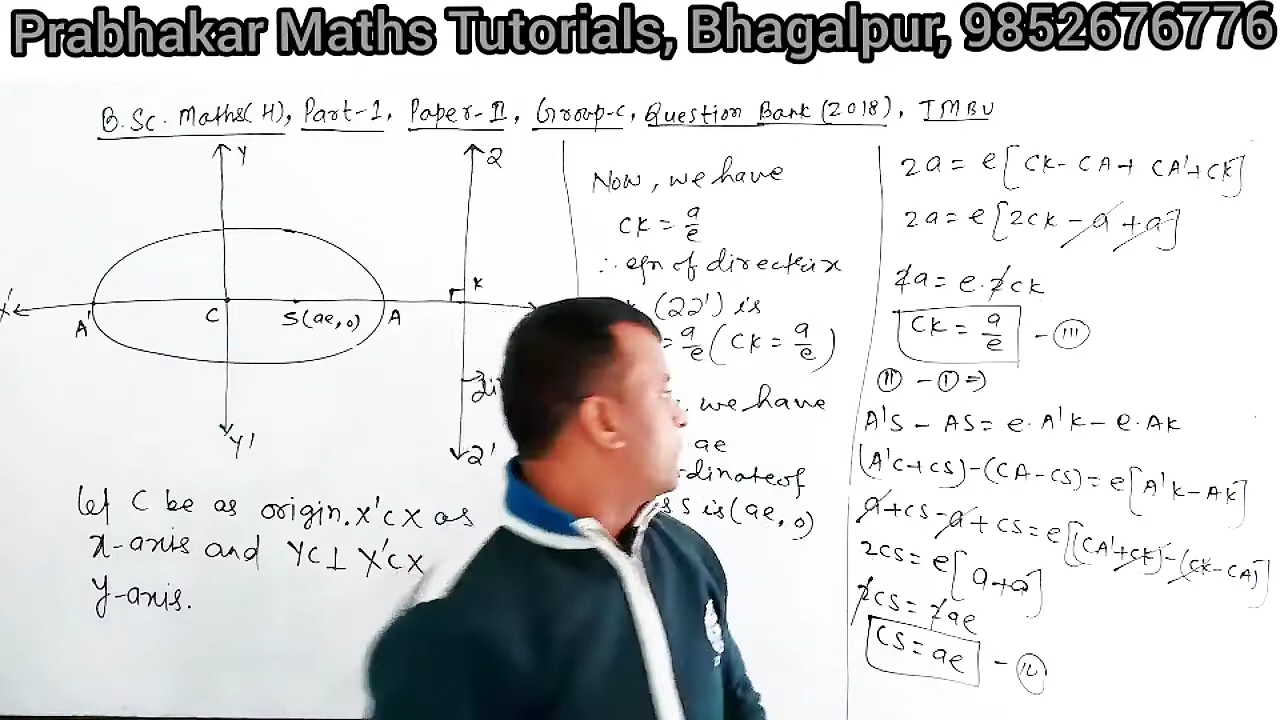 Prabhakar Maths Tutorials, Bhagalpur, 9852676776
B.Sc. Maths(H), Part-1, Paper-II, Group-C, Question Bank (2018), TMBU
Y
Z
K
X'
A'
C
S(ae,0)
A
Y'
Z'
Let C be as origin. X'CX as
x-axis and YC⊥ X'CX
Y-axis.
Now, we have
CK = a/e
∴ eqn of directrix
(ZZ') is
= a/e (CK = a/e)
we have
ae
S is (ae, 0)
2a = e[CK - CA + CA' + CK]
2a = e[2CK - a + a]
2a = e.2CK
CK = a/e - (III)
(II) - (I) ⇒
A'S - AS = e.A'K - e.AK
(A'C+CS)-(CA-CS) = e[A'K-AK]
a+CS-a+CS = e[(CA'+CK)-(CK-CA)]
2CS = e[a+a]
2CS = 2ae
CS = ae - (IV)